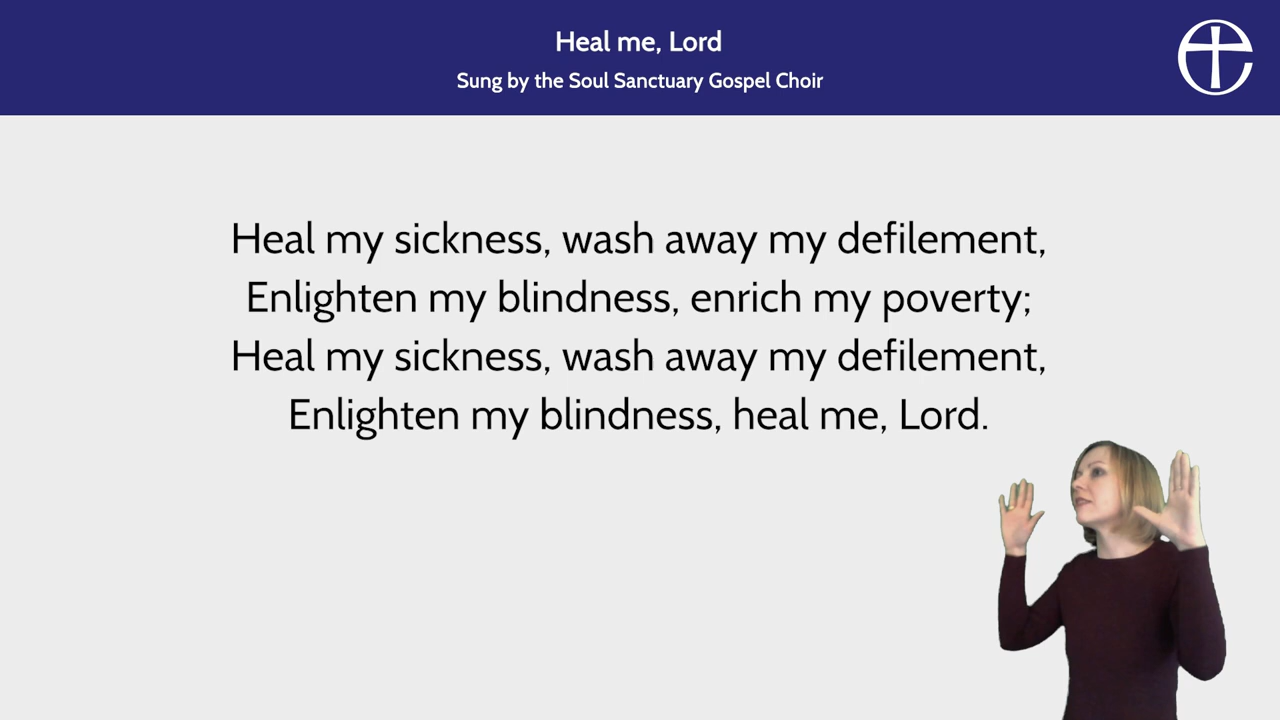 Heal me, Lord
Sung by the Soul Sanctuary Gospel Choir
Heal my sickness, wash away my defilement,
Enlighten my blindness, enrich my poverty;
Heal my sickness, wash away my defilement,
Enlighten my blindness, heal me, Lord.